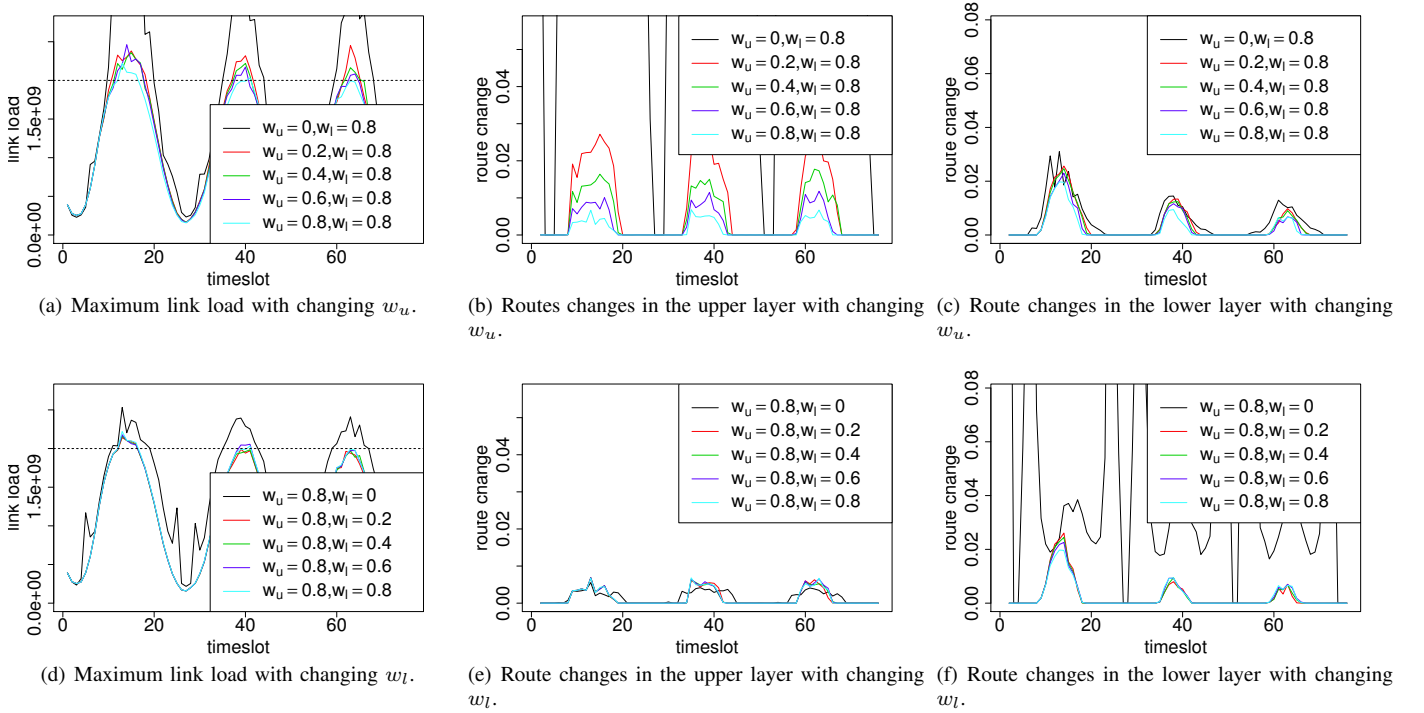 link load
0.0e+00
1.5e+09
0
20
40
60
timeslot
w_u = 0,w_l = 0.8
w_u = 0.2,w_l = 0.8
w_u = 0.4,w_l = 0.8
w_u = 0.6,w_l = 0.8
w_u = 0.8,w_l = 0.8
(a) Maximum link load with changing w_u.
route change
0.00
0.02
0.04
0
20
40
60
timeslot
w_u = 0,w_l = 0.8
w_u = 0.2,w_l = 0.8
w_u = 0.4,w_l = 0.8
w_u = 0.6,w_l = 0.8
w_u = 0.8,w_l = 0.8
(b) Routes changes in the upper layer with changing
w_u.
route change
0.00
0.02
0.04
0.06
0.08
0
20
40
60
timeslot
w_u = 0,w_l = 0.8
w_u = 0.2,w_l = 0.8
w_u = 0.4,w_l = 0.8
w_u = 0.6,w_l = 0.8
w_u = 0.8,w_l = 0.8
(c) Route changes in the lower layer with changing
w_u.
link load
0.0e+00
1.5e+09
0
20
40
60
timeslot
w_u = 0.8,w_l = 0
w_u = 0.8,w_l = 0.2
w_u = 0.8,w_l = 0.4
w_u = 0.8,w_l = 0.6
w_u = 0.8,w_l = 0.8
(d) Maximum link load with changing w_l.
route change
0.00
0.02
0.04
0
20
40
60
timeslot
w_u = 0.8,w_l = 0
w_u = 0.8,w_l = 0.2
w_u = 0.8,w_l = 0.4
w_u = 0.8,w_l = 0.6
w_u = 0.8,w_l = 0.8
(e) Route changes in the upper layer with changing
w_l.
route change
0.00
0.02
0.04
0.06
0.08
0
20
40
60
timeslot
w_u = 0.8,w_l = 0
w_u = 0.8,w_l = 0.2
w_u = 0.8,w_l = 0.4
w_u = 0.8,w_l = 0.6
w_u = 0.8,w_l = 0.8
(f) Route changes in the lower layer with changing
w_l.